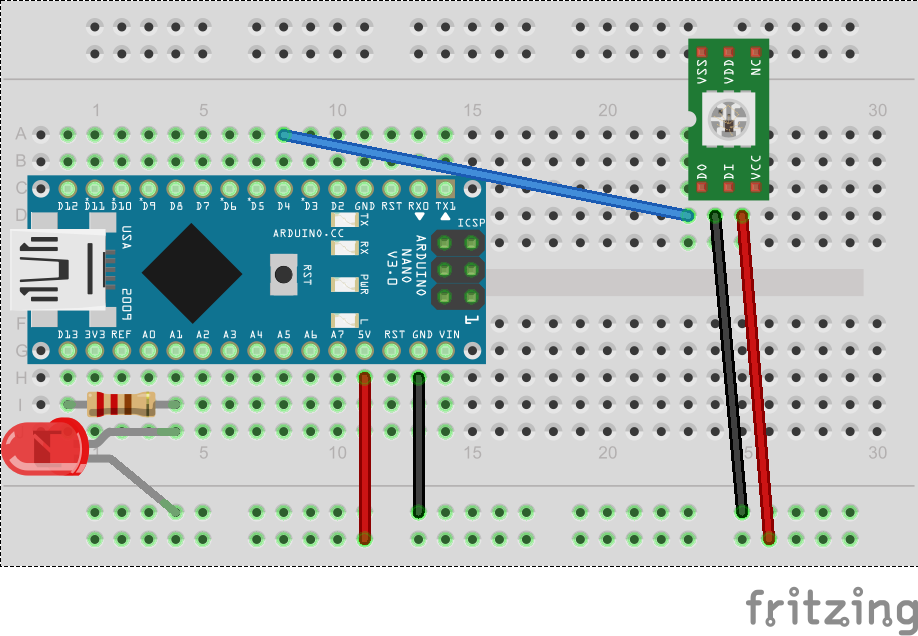 1 5 10 15 20 25 30
A
B
C
D
F
G
H
I
VSS VDD NC
DO DI VCC
D12 D11 D10 D9 D8 D7 D6 D5 D4 D3 D2 GND RST RX0 TX1
ARDUINO.CC
TX
RX
PWR
L
RST
USA
2009
ARDUINO
NANO
V3.0
ICSP
1
D13 3V3 REF A0 A1 A2 A3 A4 A5 A6 A7 5V RST GND VIN
5 10 15 20 5 30
fritzing